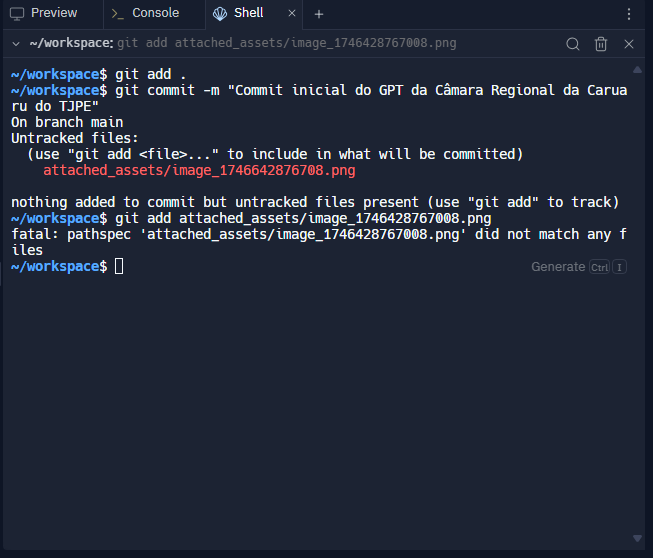 Preview
Console
Shell
~/workspace: git add attached_assets/image_1746428767008.png
~/workspace$ git add .
~/workspace$ git commit -m "Commit inicial do GPT da Câmara Regional da Carua
ru do TJPE"
On branch main
Untracked files:
(use "git add <file>..." to include in what will be committed)
attached_assets/image_1746642876708.png
nothing added to commit but untracked files present (use "git add" to track)
~/workspace$ git add attached_assets/image_1746428767008.png
fatal: pathspec 'attached_assets/image_1746428767008.png' did not match any f
iles
~/workspace$
Generate Ctrl I